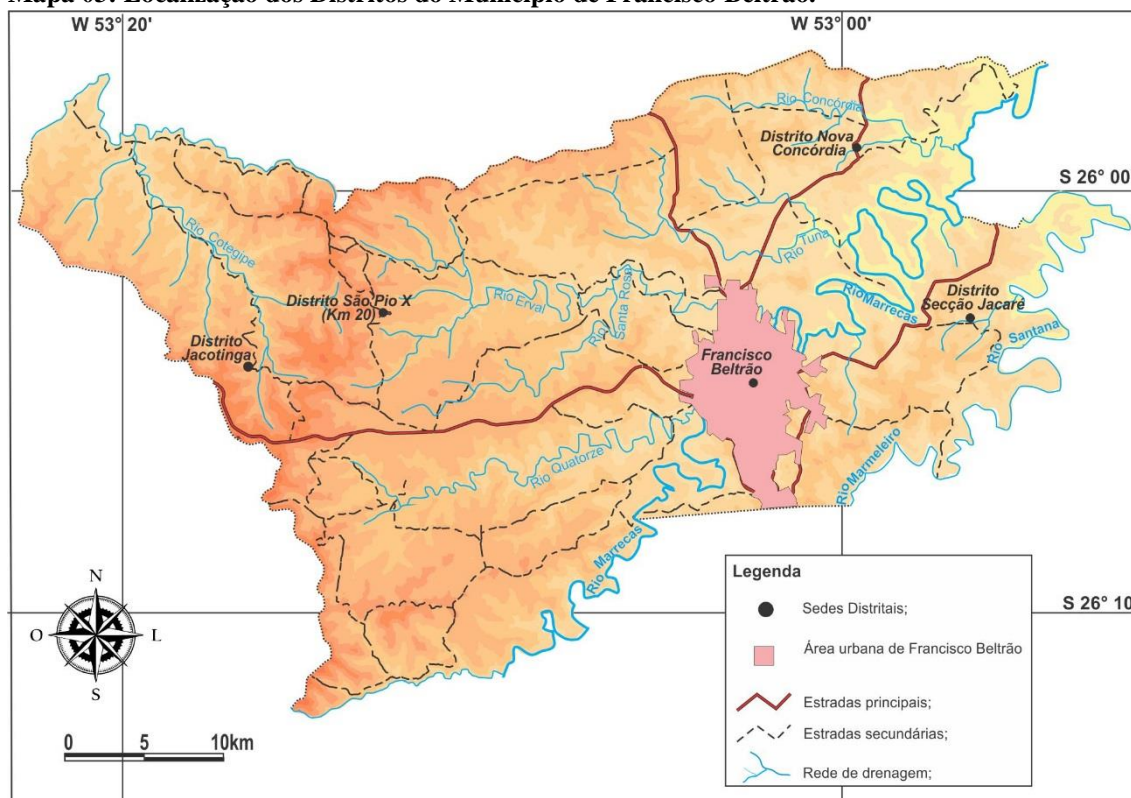 Mapa 05: Localização dos Distritos do Município de Francisco Beltrão.
W 53° 20'
W 53° 00'
Rio Concórdia
Distrito Nova
Concórdia
S 26° 00'
Rio Cotegipe
Rio Tuna
Distrito São Pio X
(Km 20)
Rio Erval
Rio Santa Rosa
Rio Marrecas
Distrito
Secção Jacaré
Rio Santana
Distrito
Jacotinga
Francisco
Beltrão
Rio Quatorze
Rio Marmeleiro
Rio Marrecas
S 26° 10'
N
O
L
S
0 5 10km
Legenda
Sedes Distritais;
Área urbana de Francisco Beltrão
Estradas principais;
Estradas secundárias;
Rede de drenagem;